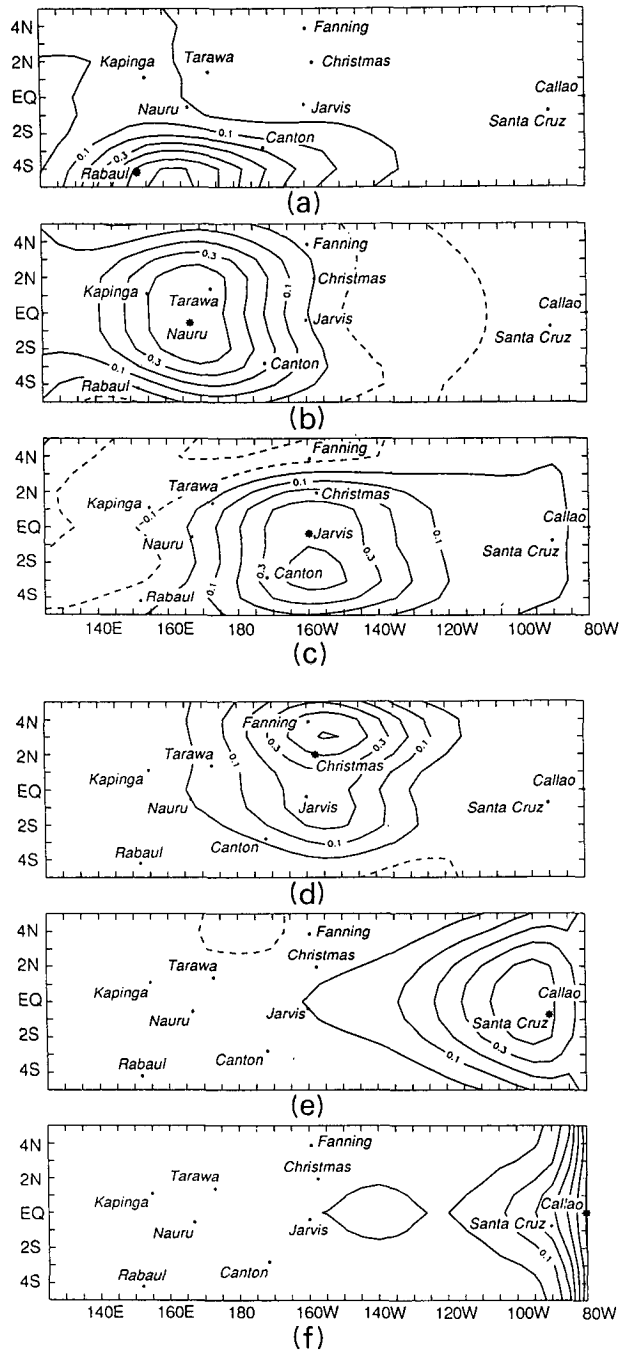 4N
2N
EQ
2S
4S
Fanning
Kapinga
Tarawa
Christmas
Callao
Nauru
Jarvis
Santa Cruz
0.1
Canton
0.3
Rabaul
(a)
4N
2N
EQ
2S
4S
Fanning
0.3
Christmas
Kapinga
Tarawa
0.1
Callao
Nauru
Jarvis
Santa Cruz
0.3
Canton
0.1
Rabaul
(b)
4N
2N
EQ
2S
4S
Fanning
Tarawa
0.1
Kapinga
-0.1
Christmas
Callao
Nauru
Jarvis
Santa Cruz
0.3
0.1
0.3
Canton
0.1
Rabaul
140E
160E
180
160W
140W
120W
100W
80W
(c)
4N
2N
EQ
2S
4S
Fanning
Tarawa
0.1
0.3
0.3
Christmas
Kapinga
Callao
Nauru
Jarvis
Santa Cruz
Canton
0.1
Rabaul
(d)
4N
2N
EQ
2S
4S
Fanning
Tarawa
Christmas
Kapinga
Callao
Nauru
Jarvis
Santa Cruz
0.1
0.3
Rabaul
Canton
(e)
4N
2N
EQ
2S
4S
Fanning
Tarawa
Christmas
Kapinga
Callao
Nauru
Jarvis
Santa Cruz
0.1
Rabaul
Canton
140E
160E
180
160W
140W
120W
100W
80W
(f)